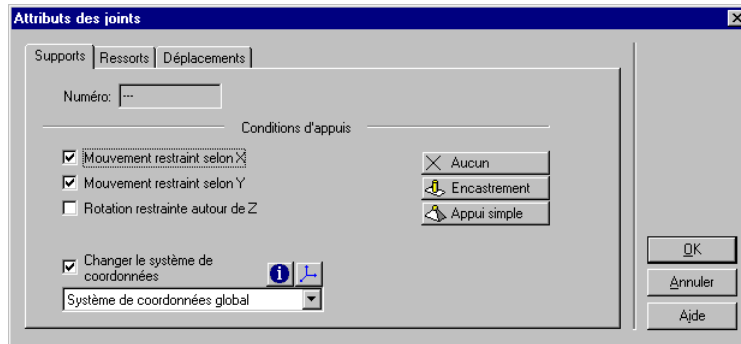 Attributs des joints
Supports Ressorts Déplacements
Numéro: ---
Conditions d'appuis
Mouvement restraint selon X
Mouvement restraint selon Y
Rotation restrainte autour de Z
Aucun
Encastrement
Appui simple
Changer le système de
coordonnées
Système de coordonnées global
OK
Annuler
Aide